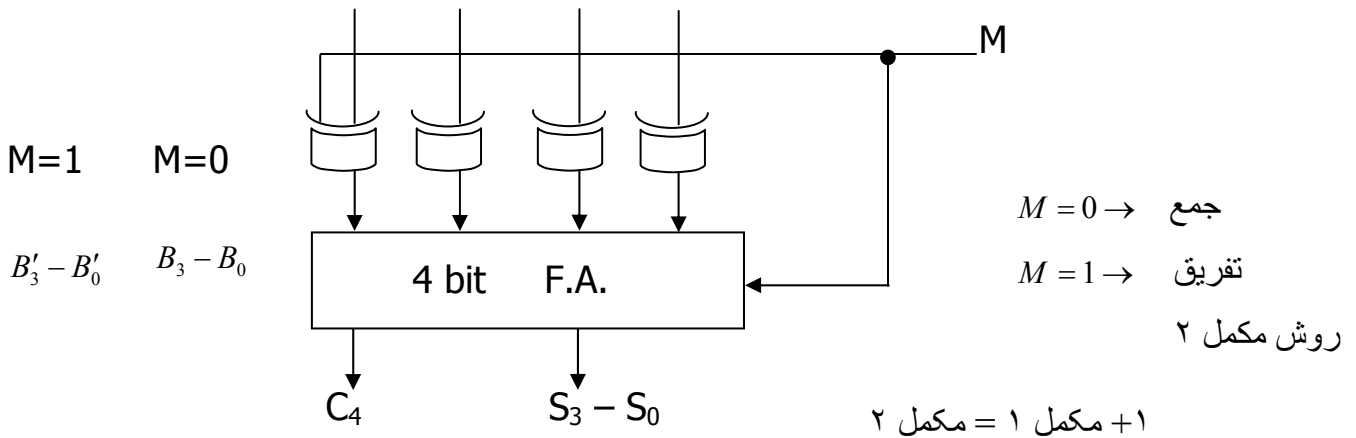 M
M=1 M=0
B′₃ − B′₀ B₃ − B₀
4 bit F.A.
M = 0 → جمع
M = 1 → تفریق
روش مکمل ۲
C₄ S₃ – S₀
۱+ مکمل ۱ = مکمل ۲